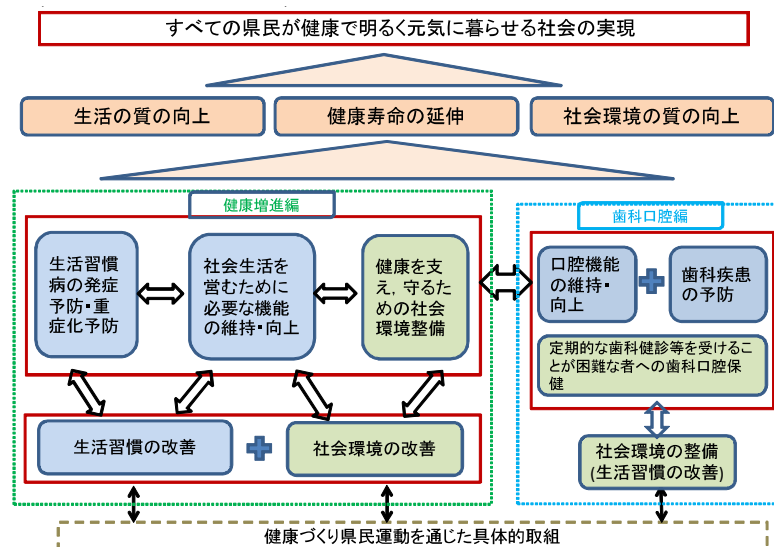 すべての県民が健康で明るく元気に暮らせる社会の実現
生活の質の向上
健康寿命の延伸
社会環境の質の向上
健康増進編
生活習慣
病の発症
予防・重
症化予防
社会生活を
営むために
必要な機能
の維持・向上
健康を支
え，守るた
めの社会
環境整備
生活習慣の改善
社会環境の改善
歯科口腔編
口腔機能
の維持・
向上
歯科疾患
の予防
定期的な歯科健診等を受けるこ
とが困難な者への歯科口腔保
健
社会環境の整備
(生活習慣の改善)
健康づくり県民運動を通じた具体的取組